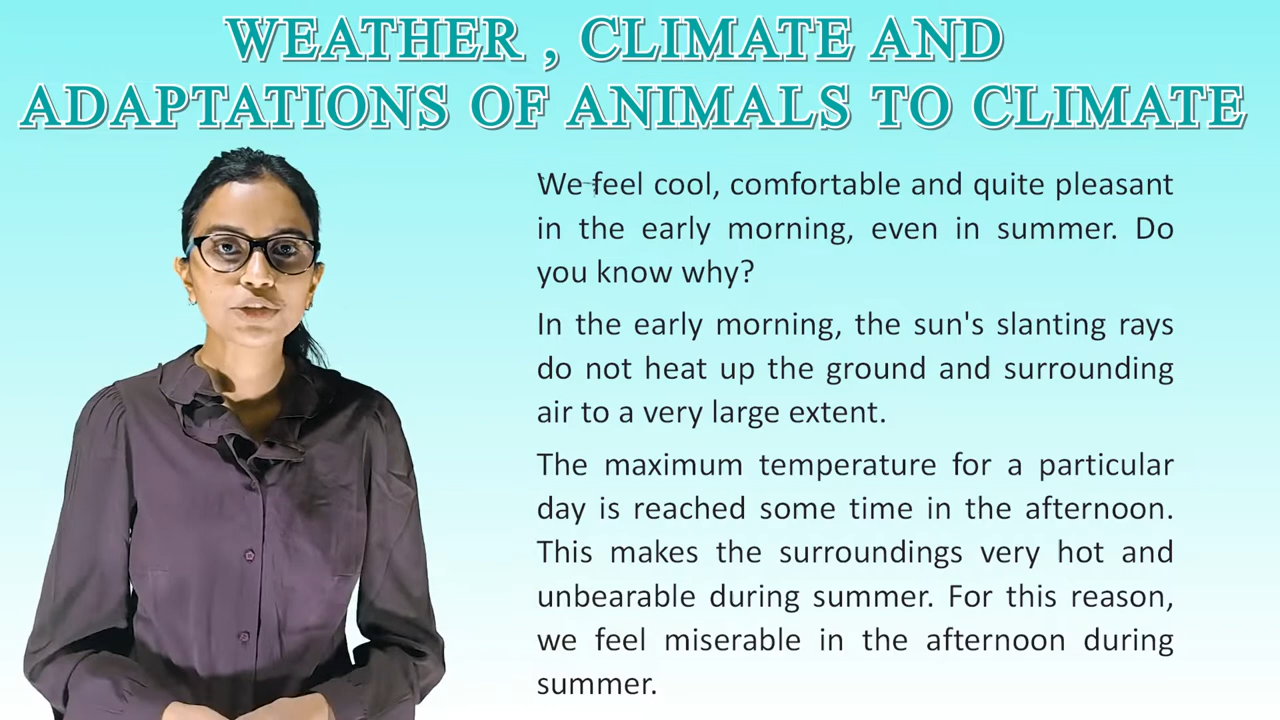 WEATHER , CLIMATE AND
ADAPTATIONS OF ANIMALS TO CLIMATE
We feel cool, comfortable and quite pleasant
in the early morning, even in summer. Do
you know why?
In the early morning, the sun's slanting rays
do not heat up the ground and surrounding
air to a very large extent.
The maximum temperature for a particular
day is reached some time in the afternoon.
This makes the surroundings very hot and
unbearable during summer. For this reason,
we feel miserable in the afternoon during
summer.